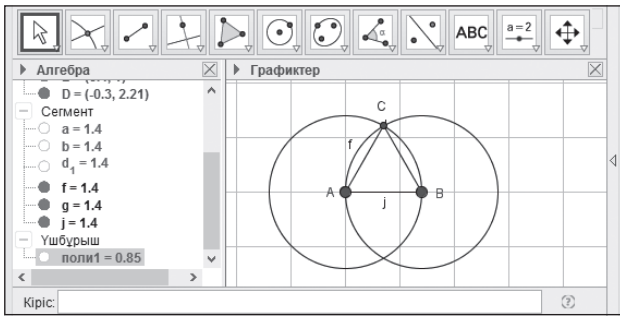 ABC
a=2
α
Алгебра
Графиктер
D = (-0.3, 2.21)
Сегмент
a = 1.4
b = 1.4
d₁ = 1.4
f = 1.4
g = 1.4
j = 1.4
Үшбұрыш
поли1 = 0.85
C
f
A
B
j
Кіріс: